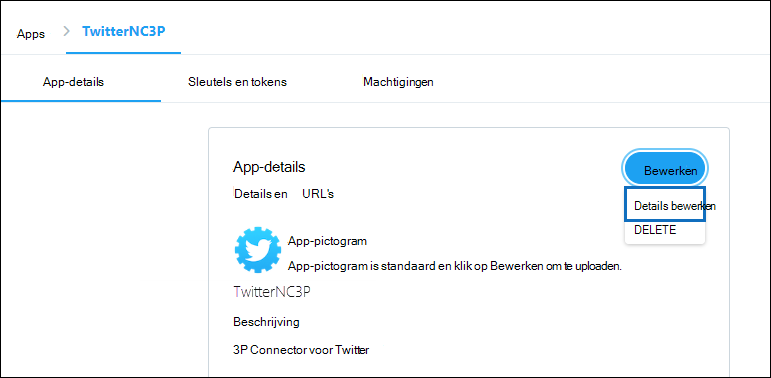 Apps > TwitterNC3P
App-details Sleutels en tokens Machtigingen
App-details
Bewerken
Details en URL's
Details bewerken
DELETE
App-pictogram
App-pictogram is standaard en klik op Bewerken om te uploaden.
TwitterNC3P
Beschrijving
3P Connector voor Twitter